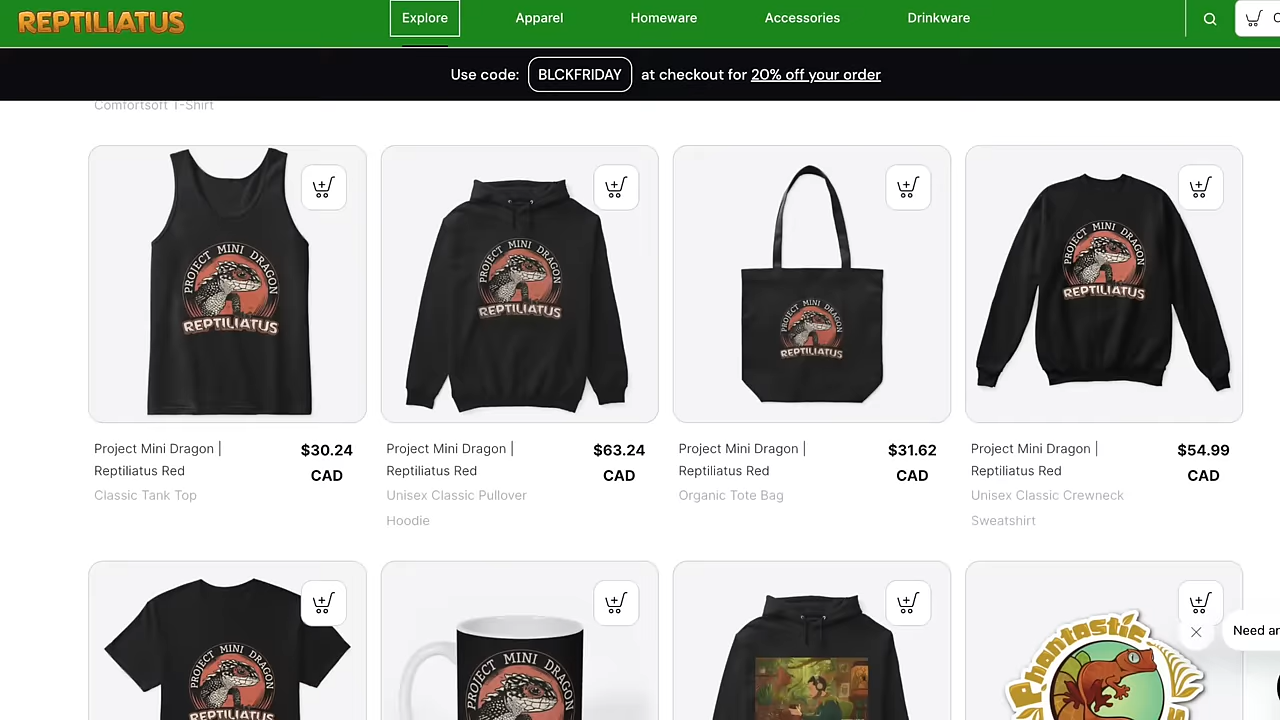 REPTILIATUS
Explore
Apparel
Homeware
Accessories
Drinkware
Use code: BLCKFRIDAY at checkout for 20% off your order
Comfortsoft T-Shirt
PROJECT MINI DRAGON
REPTILIATUS
PROJECT MINI DRAGON
REPTILIATUS
PROJECT MINI DRAGON
REPTILIATUS
PROJECT MINI DRAGON
REPTILIATUS
Project Mini Dragon |
Reptiliatus Red
Classic Tank Top
$30.24
CAD
Project Mini Dragon |
Reptiliatus Red
Unisex Classic Pullover
Hoodie
$63.24
CAD
Project Mini Dragon |
Reptiliatus Red
Organic Tote Bag
$31.62
CAD
Project Mini Dragon |
Reptiliatus Red
Unisex Classic Crewneck
Sweatshirt
$54.99
CAD
PROJECT MINI DRAGON
REPTILIATUS
PROJECT MINI DRAGON
Phantastic
Need